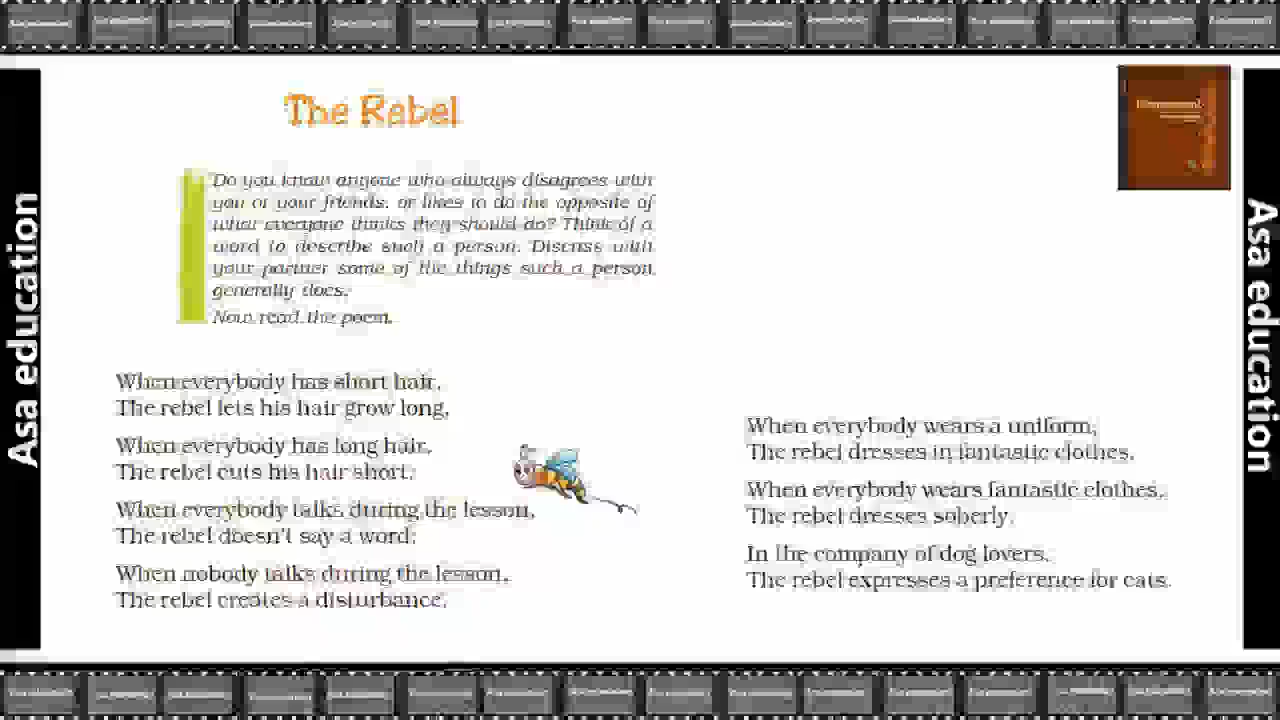 The Rebel
Do you know anyone who always disagrees with
you or your friends, or likes to do the opposite of
what everyone thinks they should do? Think of a
word to describe such a person. Discuss with
your partner some of the things such a person
generally does.
Now read the poem.
When everybody has short hair,
The rebel lets his hair grow long.
When everybody has long hair,
The rebel cuts his hair short.
When everybody talks during the lesson,
The rebel doesn't say a word.
When nobody talks during the lesson,
The rebel creates a disturbance.
When everybody wears a uniform,
The rebel dresses in fantastic clothes.
When everybody wears fantastic clothes,
The rebel dresses soberly.
In the company of dog lovers,
The rebel expresses a preference for cats.
Asa education
Asa education